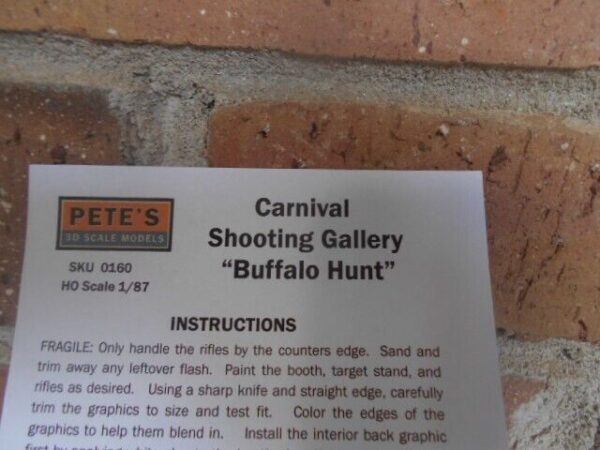 PETE'S
3D SCALE MODELS
SKU 0160
HO Scale 1/87
Carnival
Shooting Gallery
“Buffalo Hunt”
INSTRUCTIONS
FRAGILE: Only handle the rifles by the counters edge. Sand and
trim away any leftover flash. Paint the booth, target stand, and
rifles as desired. Using a sharp knife and straight edge, carefully
trim the graphics to size and test fit. Color the edges of the
graphics to help them blend in. Install the interior back graphic
first by applying